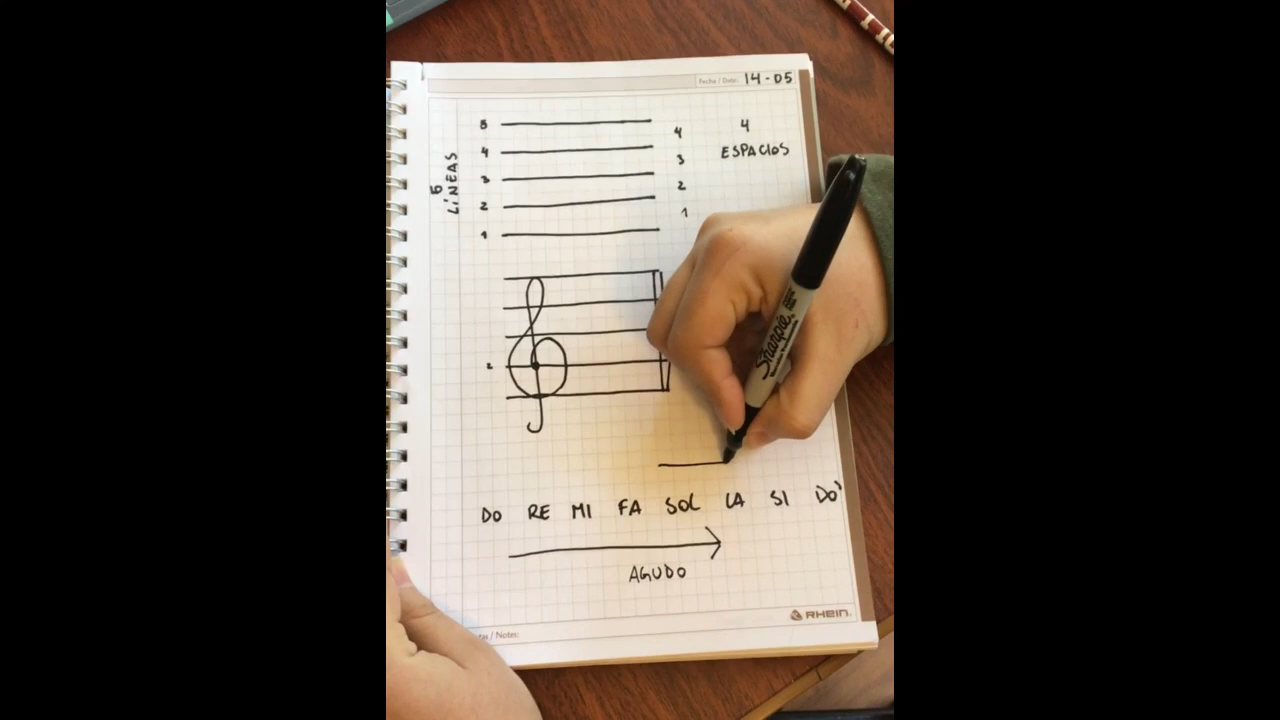 Fecha / Date: 14-05
5 4
4 4 ESPACIOS
3 3
5 LÍNEAS
2 2
1 1
2
Sharpie
DO RE MI FA SOL LA SI DO'
AGUDO
RHEIN
/ Notes: